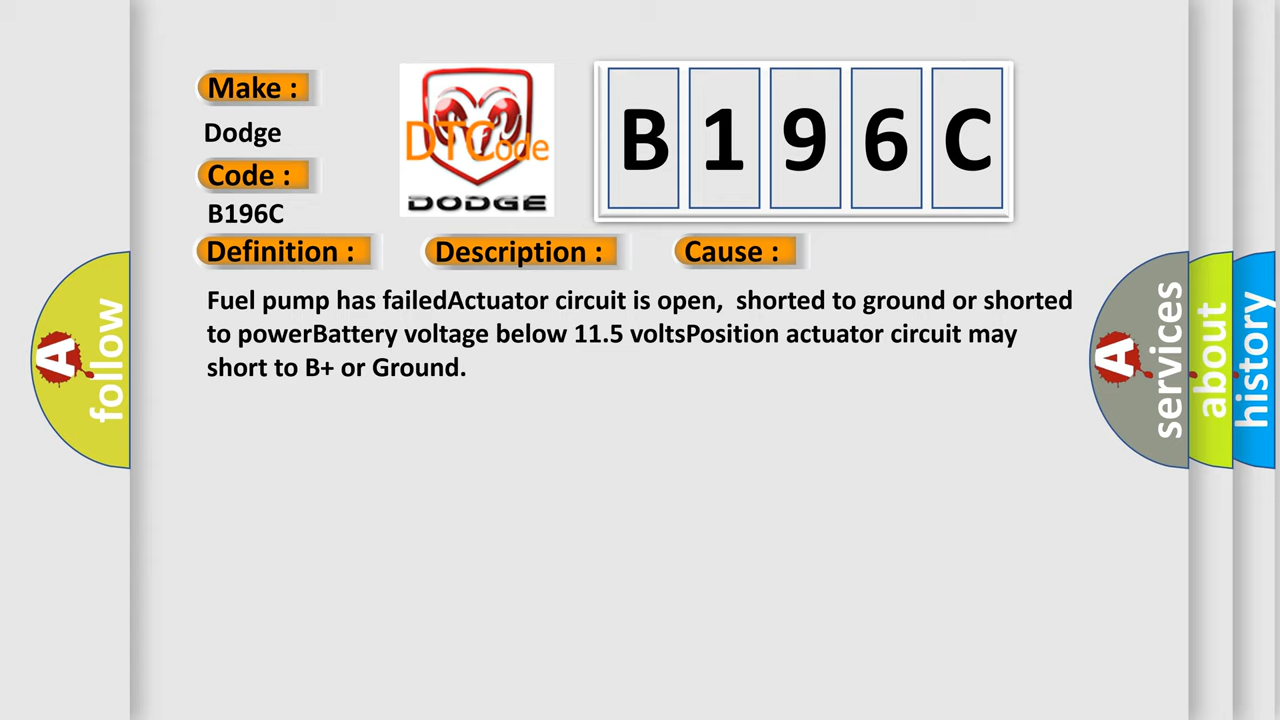 Make :
Dodge
Code :
B196C
DTCode
DODGE
B 1 9 6 C
Definition :
Description :
Cause :
Fuel pump has failedActuator circuit is open,  shorted to ground or shorted
to powerBattery voltage below 11.5 voltsPosition actuator circuit may
short to B+ or Ground.
A follow
A services
about
history